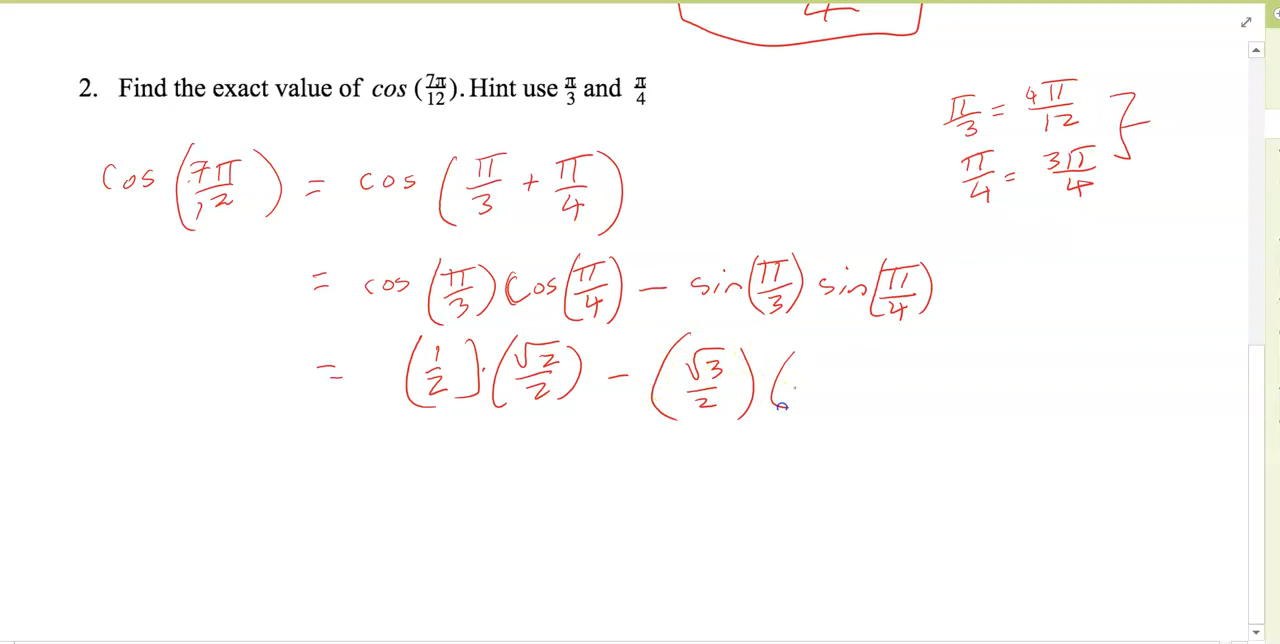 4
2. Find the exact value of cos (7π/12). Hint use π/3 and π/4
π/3 = 4π/12 }
π/4 = 3π/4
cos (7π/12) = cos (π/3 + π/4)
= cos (π/3) cos (π/4) − sin (π/3) sin (π/4)
= (1/2] · (√2/2) − (√3/2) (